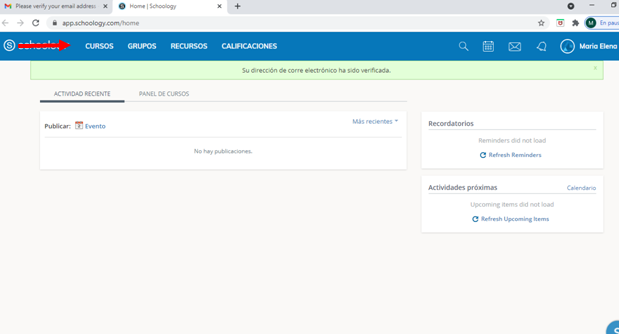 Please verify your email address
Home | Schoology
app.schoology.com/home
M
En pau
CURSOS
GRUPOS
RECURSOS
CALIFICACIONES
Maria Elena
Su dirección de corre electrónico ha sido verificada.
ACTIVIDAD RECIENTE
PANEL DE CURSOS
Publicar:
Evento
Más recientes
No hay publicaciones.
Recordatorios
Reminders did not load
Refresh Reminders
Actividades próximas
Calendario
Upcoming items did not load
Refresh Upcoming Items